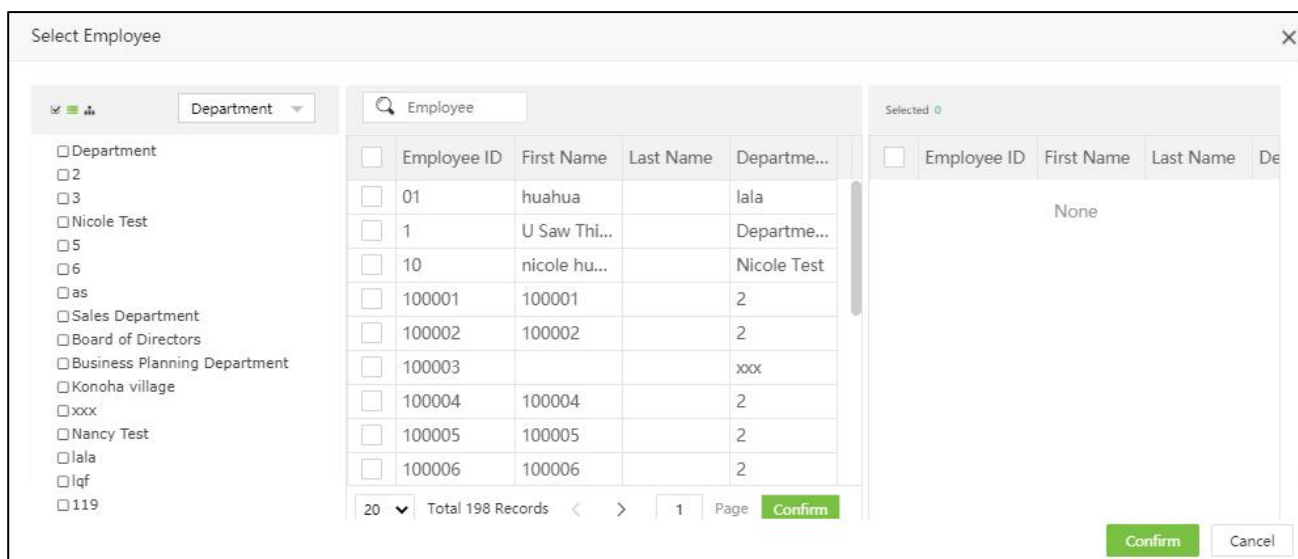 Select Employee
Department
Department
2
3
Nicole Test
5
6
as
Sales Department
Board of Directors
Business Planning Department
Konoha village
xxx
Nancy Test
lala
lqf
119
Employee
Employee ID First Name Last Name Departme...
01 huahua lala
1 U Saw Thi... Departme...
10 nicole hu... Nicole Test
100001 100001 2
100002 100002 2
100003 xxx
100004 100004 2
100005 100005 2
100006 100006 2
20 Total 198 Records < > 1 Page Confirm
Selected 0
Employee ID First Name Last Name De
None
Confirm Cancel